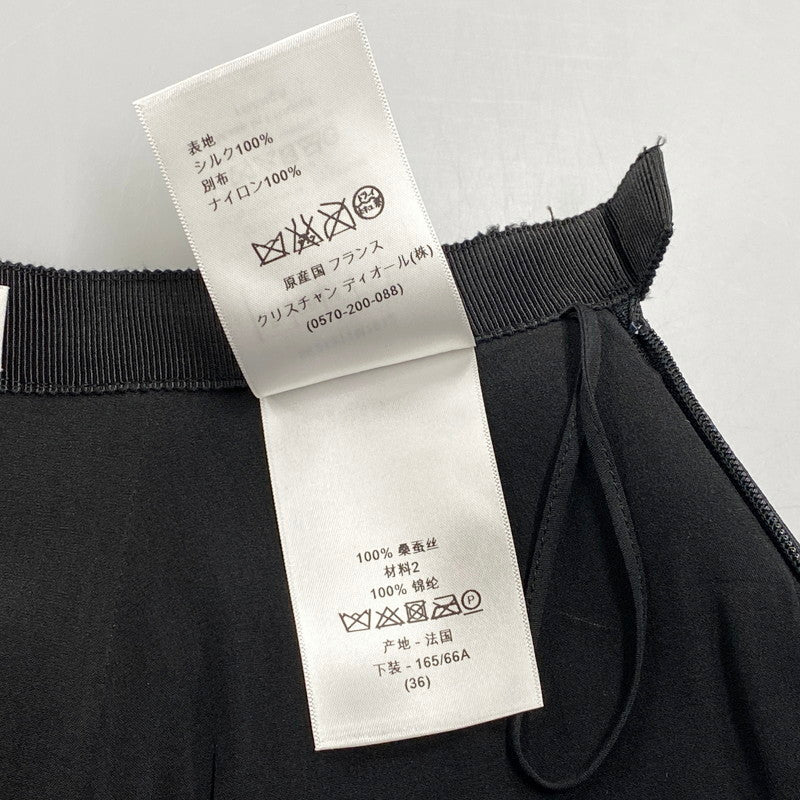 表地
シルク100%
別布
ナイロン100%
原産国 フランス
クリスチャン ディオール(株)
(0570-200-088)
100% 桑蚕丝
材料2
100% 锦纶
P
产地 - 法国
下装 - 165/66A
(36)